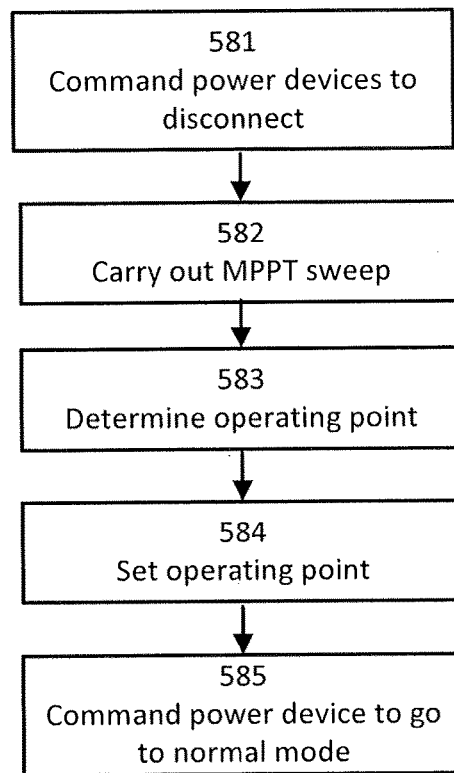 581
Command power devices to
disconnect
582
Carry out MPPT sweep
583
Determine operating point
584
Set operating point
585
Command power device to go
to normal mode